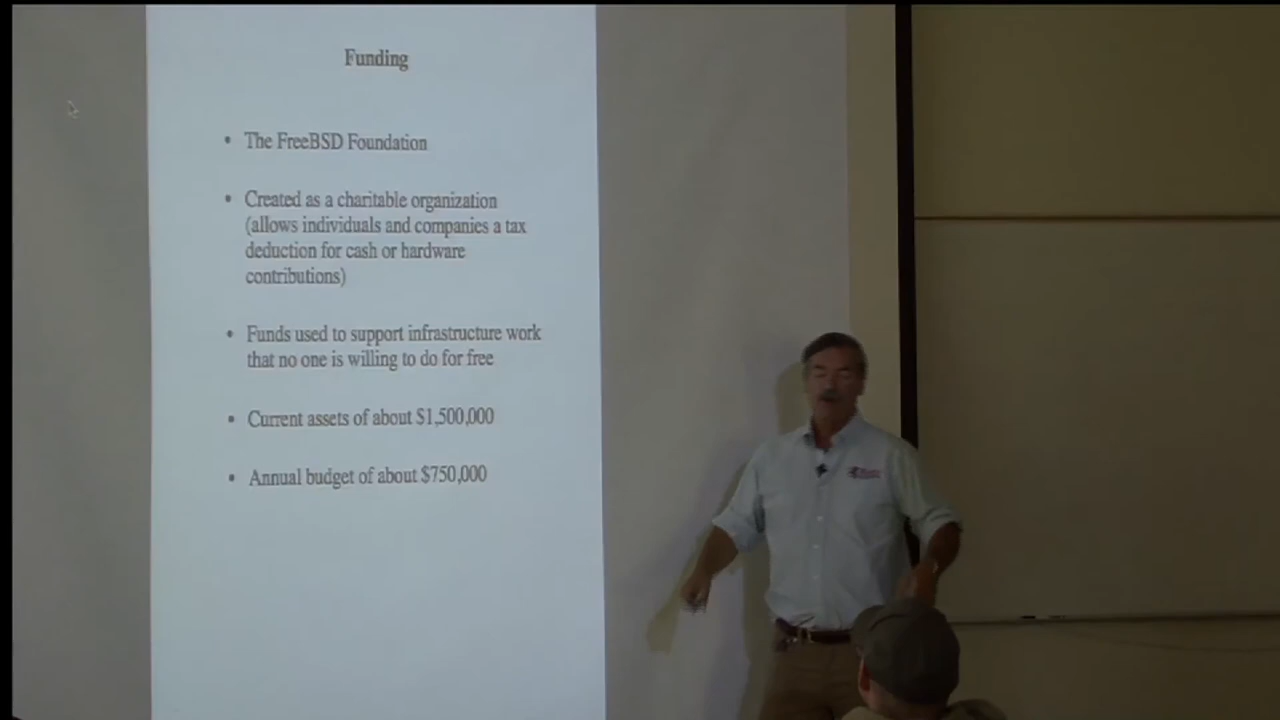 Funding
• The FreeBSD Foundation
• Created as a charitable organization
(allows individuals and companies a tax
deduction for cash or hardware
contributions)
• Funds used to support infrastructure work
that no one is willing to do for free
• Current assets of about $1,500,000
• Annual budget of about $750,000